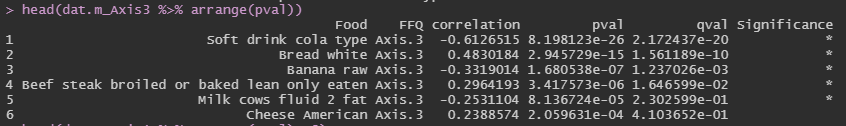 > head(dat.m_Axis3 %>% arrange(pval))
Food FFQ correlation pval qval Significance
1 Soft drink cola type Axis.3 -0.6126515 8.198123e-26 2.172437e-20 *
2 Bread white Axis.3 0.4830184 2.945729e-15 1.561189e-10 *
3 Banana raw Axis.3 -0.3319014 1.680538e-07 1.237026e-03 *
4 Beef steak broiled or baked lean only eaten Axis.3 0.2964193 3.417573e-06 1.646599e-02 *
5 Milk cows fluid 2 fat Axis.3 -0.2531104 8.136724e-05 2.302599e-01 *
6 Cheese American Axis.3 0.2388574 2.059631e-04 4.103652e-01